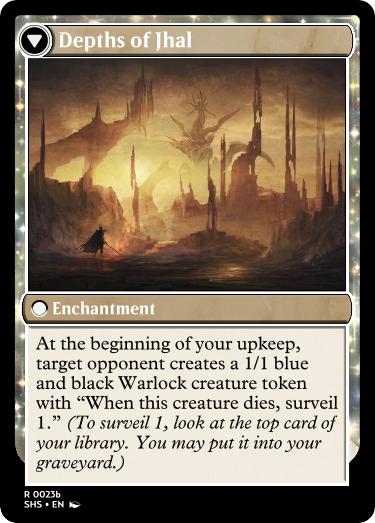 Depths of Jhal
Enchantment
At the beginning of your upkeep,
target opponent creates a 1/1 blue
and black Warlock creature token
with “When this creature dies, surveil
1.” (To surveil 1, look at the top card of
your library. You may put it into your
graveyard.)
R 0023b
SHS • EN